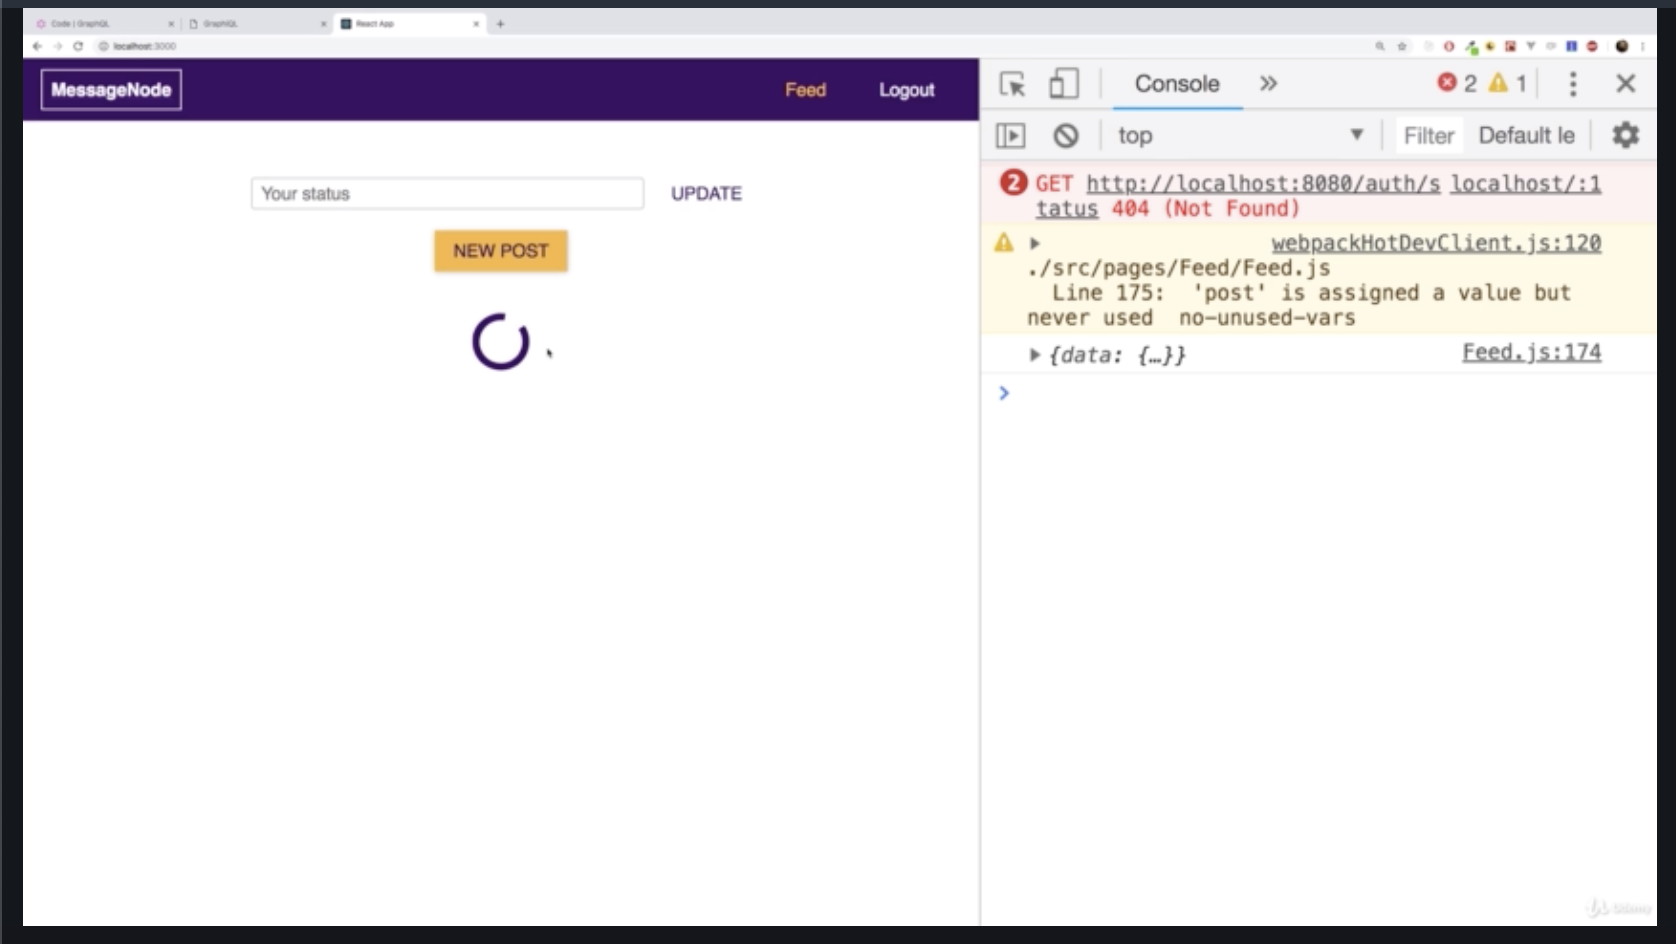 Code | GraphiQL
GraphiQL
React App
localhost:3000
MessageNode
Feed
Logout
Your status
UPDATE
NEW POST
Console
2
1
top
Filter
Default le
2 GET http://localhost:8080/auth/s localhost/:1
tatus 404 (Not Found)
webpackHotDevClient.js:120
./src/pages/Feed/Feed.js
Line 175: 'post' is assigned a value but
never used no-unused-vars
{data: {…}}
Feed.js:174
Udemy